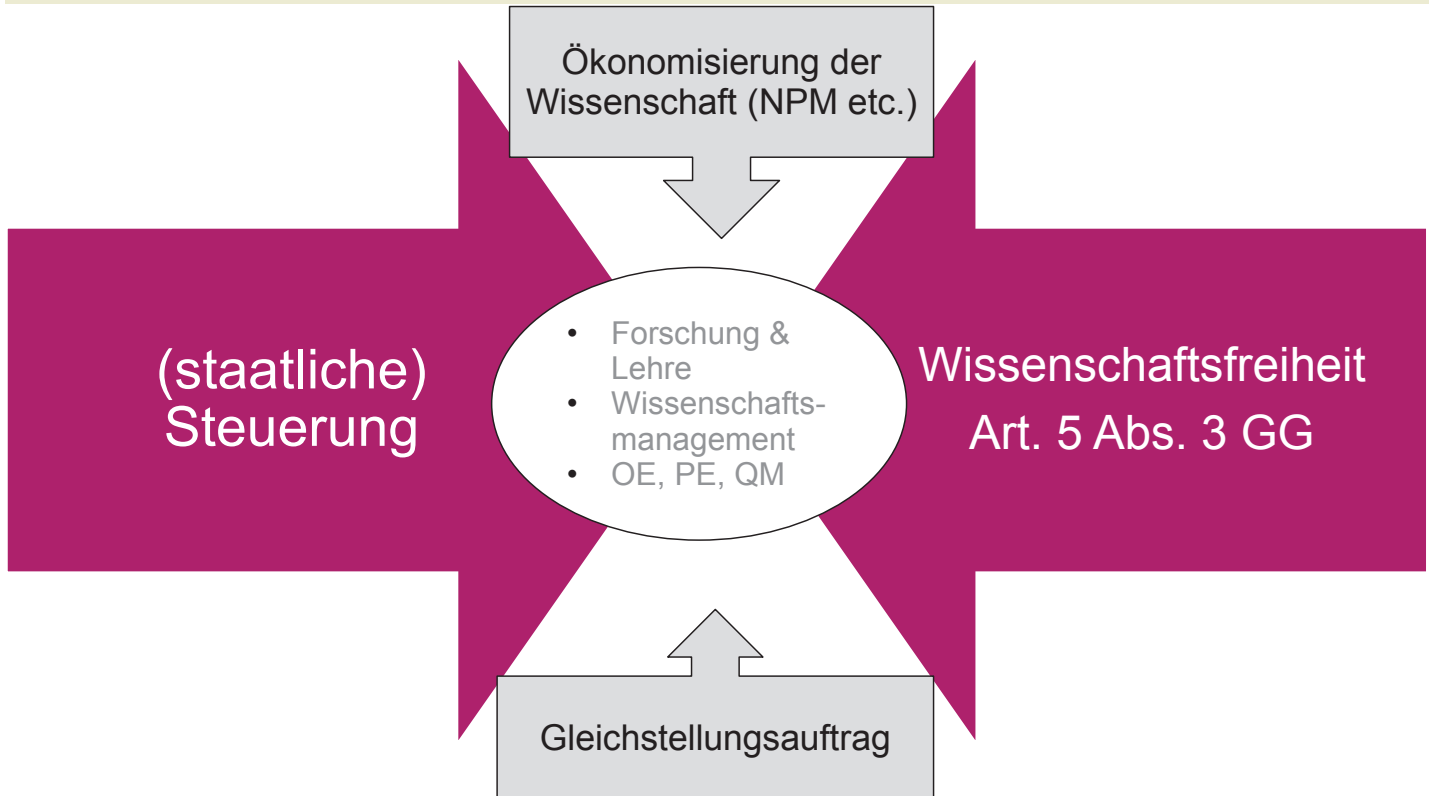 Ökonomisierung der
Wissenschaft (NPM etc.)
(staatliche)
Steuerung
• Forschung &
Lehre
• Wissenschafts-
management
• OE, PE, QM
Wissenschaftsfreiheit
Art. 5 Abs. 3 GG
Gleichstellungsauftrag